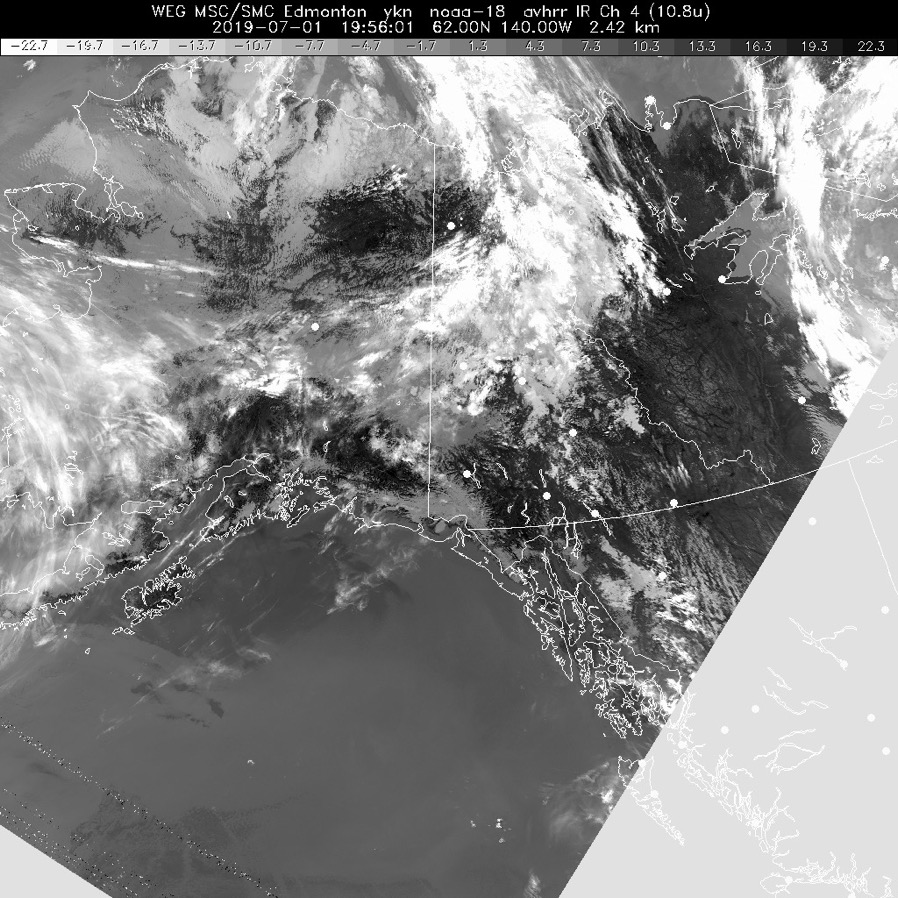 WEG MSC/SMC Edmonton ykn noaa-18 avhrr IR Ch 4 (10.8u)
2019-07-01 19:56:01 62.00N 140.00W 2.42 km
-22.7 -19.7 -16.7 -13.7 -10.7 -7.7 -4.7 -1.7 1.3 4.3 7.3 10.3 13.3 16.3 19.3 22.3